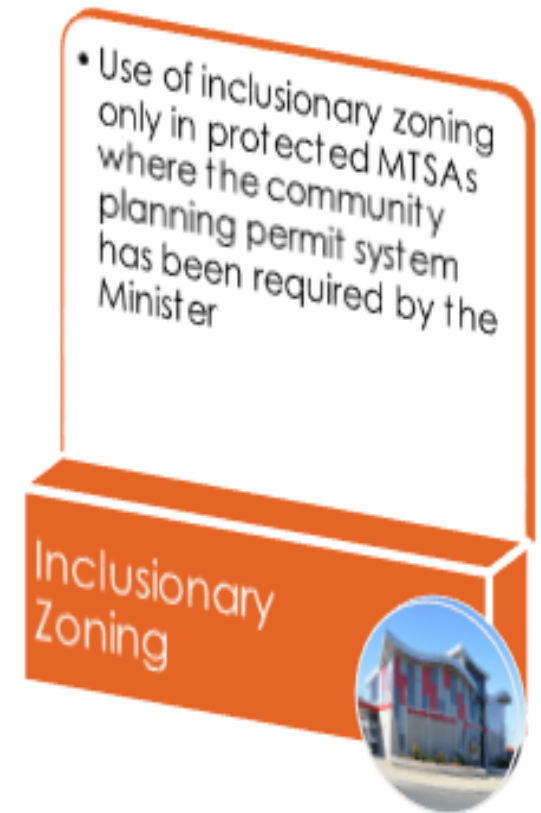 • Use of inclusionary zoning
only in protected MTSAs
where the community
planning permit system
has been required by the
Minister
Inclusionary
Zoning